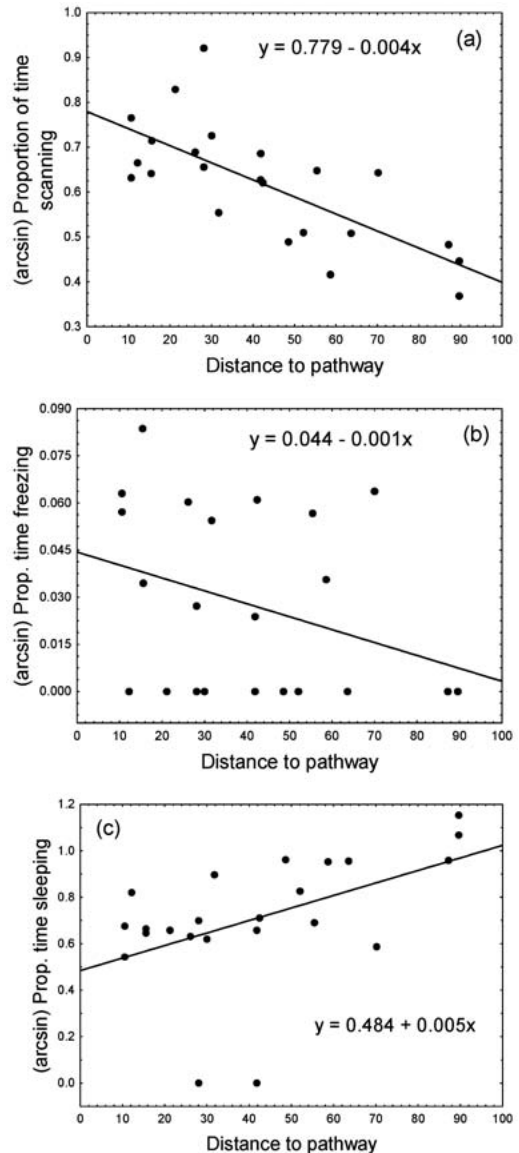 1.0
0.9
0.8
0.7
0.6
0.5
0.4
0.3
(arcsin) Proportion of time
scanning
y = 0.779 - 0.004x
(a)
0 10 20 30 40 50 60 70 80 90 100
Distance to pathway
0.090
0.075
0.060
0.045
0.030
0.015
0.000
(arcsin) Prop. time freezing
y = 0.044 - 0.001x
(b)
0 10 20 30 40 50 60 70 80 90 100
Distance to pathway
1.2
1.0
0.8
0.6
0.4
0.2
0.0
(arcsin) Prop. time sleeping
(c)
y = 0.484 + 0.005x
0 10 20 30 40 50 60 70 80 90 100
Distance to pathway